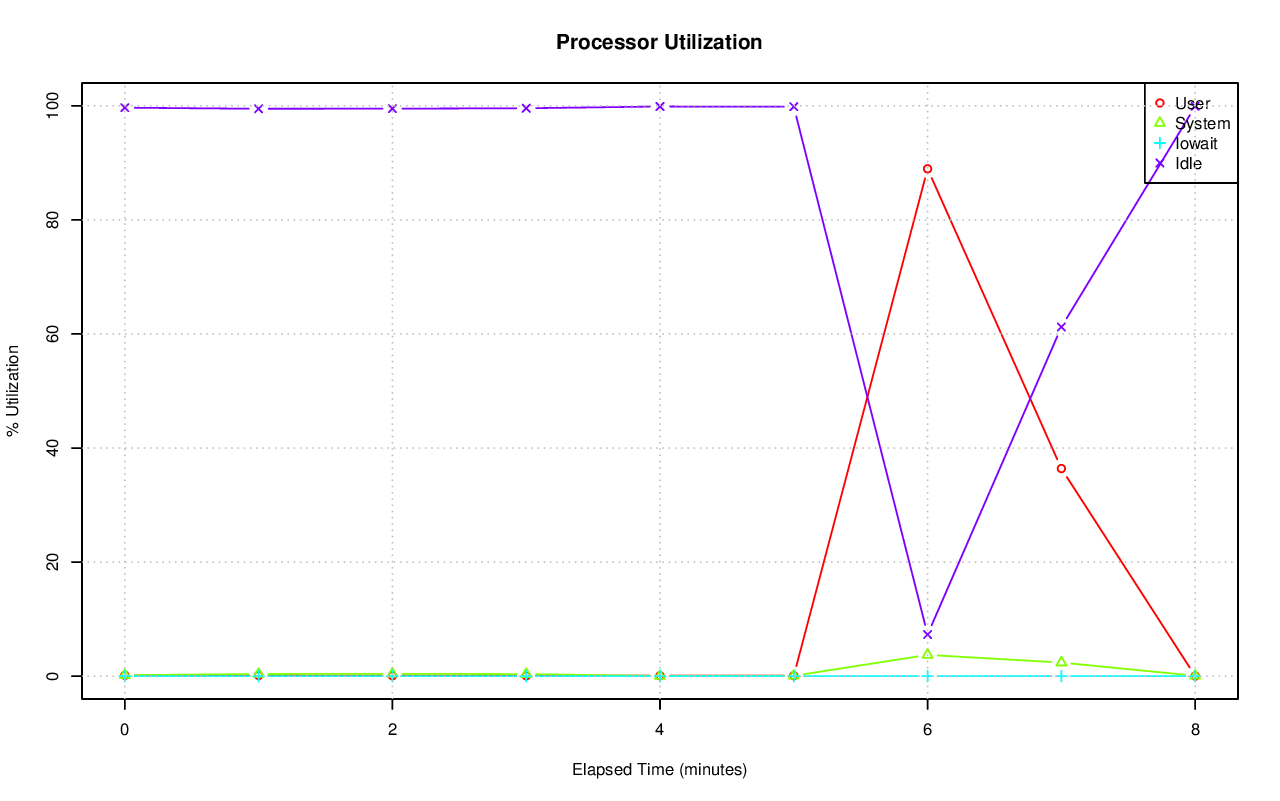 Processor Utilization
100
80
60
40
20
0
% Utilization
User
System
Iowait
Idle
0 2 4 6 8
Elapsed Time (minutes)